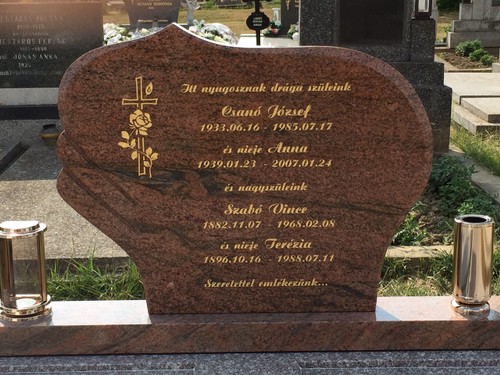 Itt nyugosznak drága szüleink
Csanó József
1933.06.16 - 1985.07.17
és neje Anna
1939.01.23 - 2007.01.24
és nagyszüleink
Szabó Vince
1882.11.07 - 1968.02.08
és neje Terézia
1896.10.16 - 1988.07.11
Szeretettel emlékezünk...